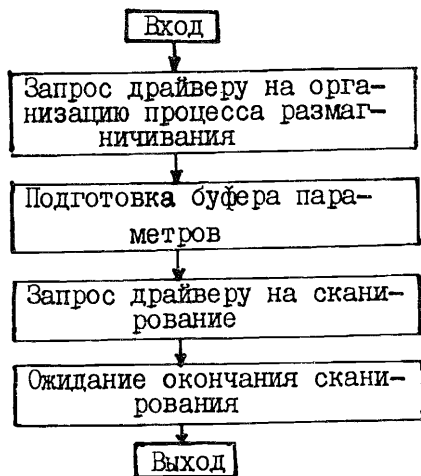 Вход
Запрос драйверу на орга-
низацию процесса размаг-
ничивания
Подготовка буфера пара-
метров
Запрос драйверу на скани-
рование
Ожидание окончания скани-
рования
Выход